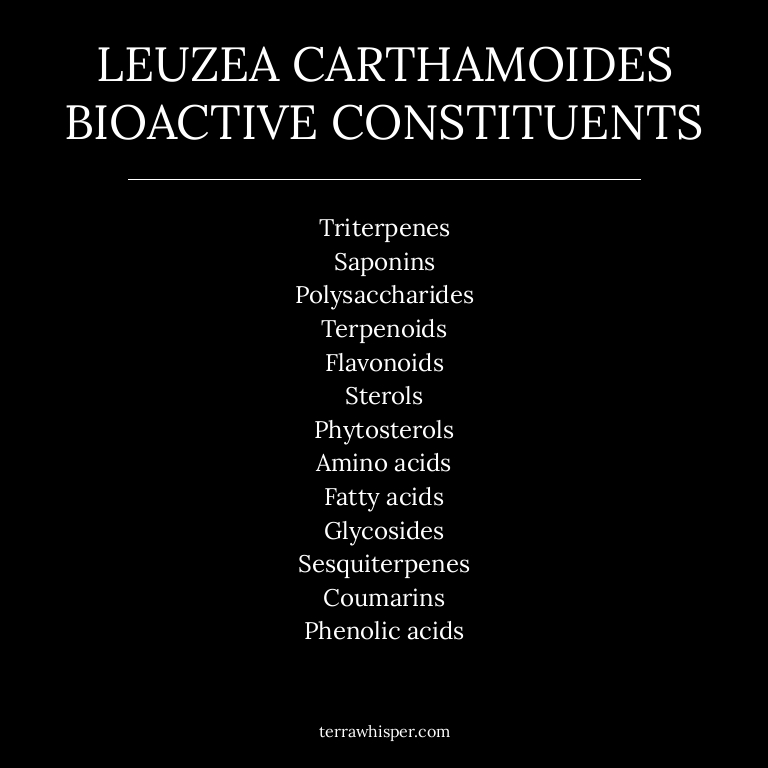 LEUZEA CARTHAMOIDES
BIOACTIVE CONSTITUENTS
Triterpenes
Saponins
Polysaccharides
Terpenoids
Flavonoids
Sterols
Phytosterols
Amino acids
Fatty acids
Glycosides
Sesquiterpenes
Coumarins
Phenolic acids
terrawhisper.com